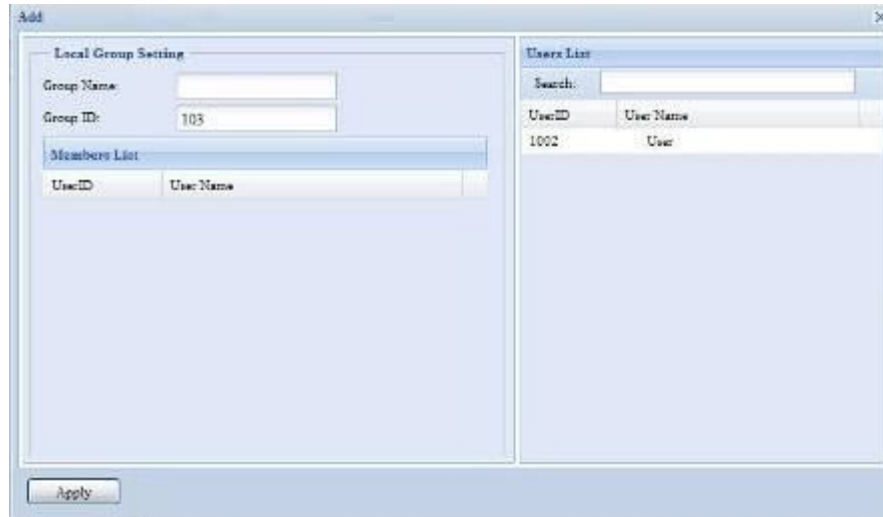 Add
Local Group Setting
Group Name:
Group ID: 103
Members List
UserID User Name
Users List
Search:
UserID User Name
1002 User
Apply